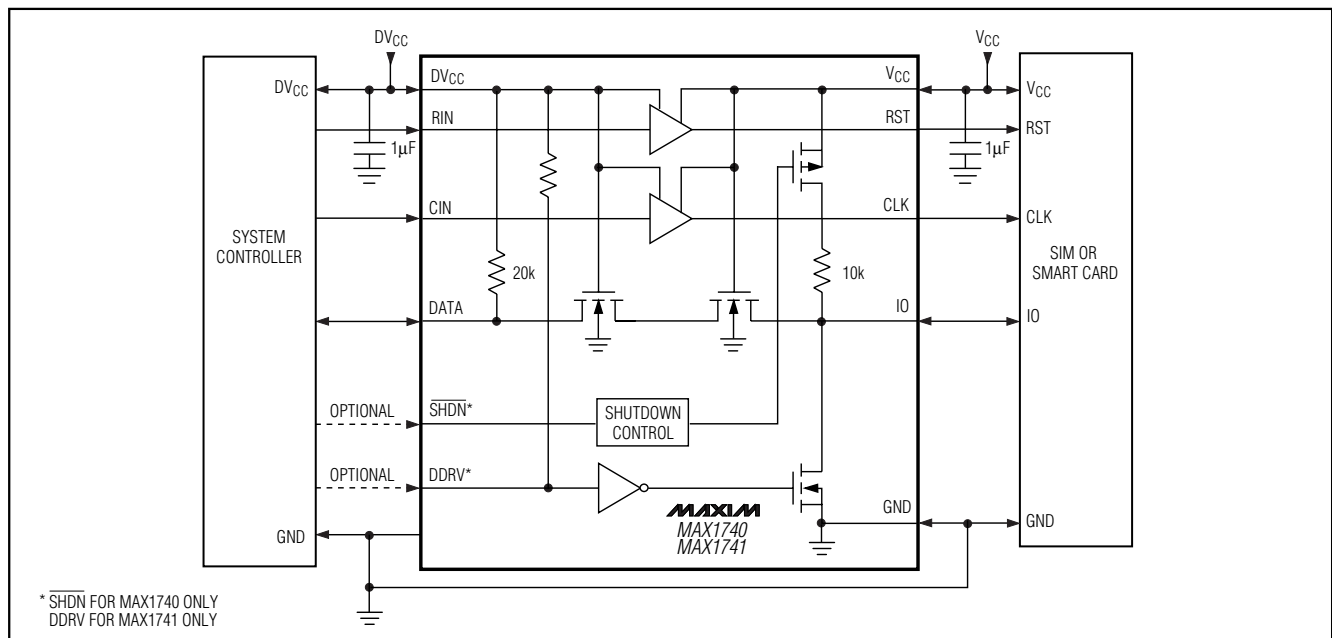 DVCC
VCC
DVCC
DVCC
VCC
VCC
RIN
RST
RST
1µF
1µF
CIN
CLK
CLK
SYSTEM
CONTROLLER
SIM OR
SMART CARD
20k
10k
DATA
IO
IO
OPTIONAL
SHDN*
SHUTDOWN
CONTROL
OPTIONAL
DDRV*
MAXIM
MAX1740
MAX1741
GND
GND
GND
* SHDN FOR MAX1740 ONLY
DDRV FOR MAX1741 ONLY